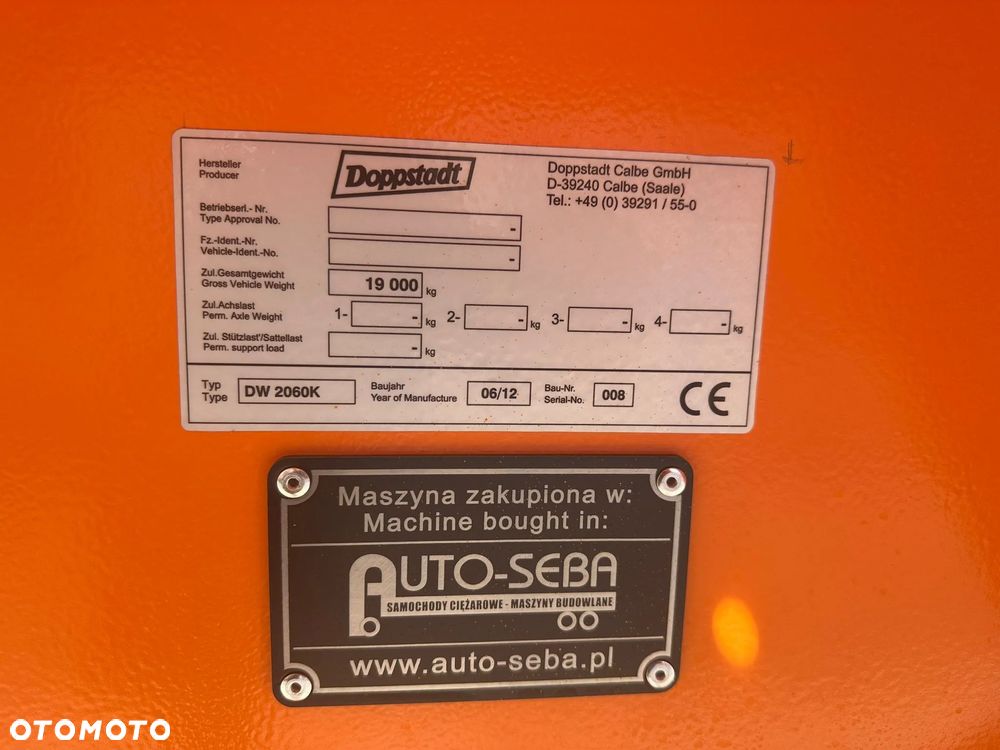 Hersteller
Producer
Doppstadt
Doppstadt Calbe GmbH
D-39240 Calbe (Saale)
Tel.: +49 (0) 39291 / 55-0
Betriebserl.- Nr.
Type Approval No. -
Fz.-Ident.-Nr.
Vehicle-Ident.-No. -
Zul.Gesamtgewicht
Gross Vehicle Weight 19 000 kg
Zul.Achslast
Perm. Axle Weight 1- - kg 2- - kg 3- - kg 4- - kg
Zul. Stützlast'/Sattellast
Perm. support load - kg
Typ
Type DW 2060K
Baujahr
Year of Manufacture 06/12
Bau-Nr.
Serial-No. 008
CE
Maszyna zakupiona w:
Machine bought in:
AUTO-SEBA
SAMOCHODY CIĘŻAROWE - MASZYNY BUDOWLANE
www.auto-seba.pl
OTOMOTO